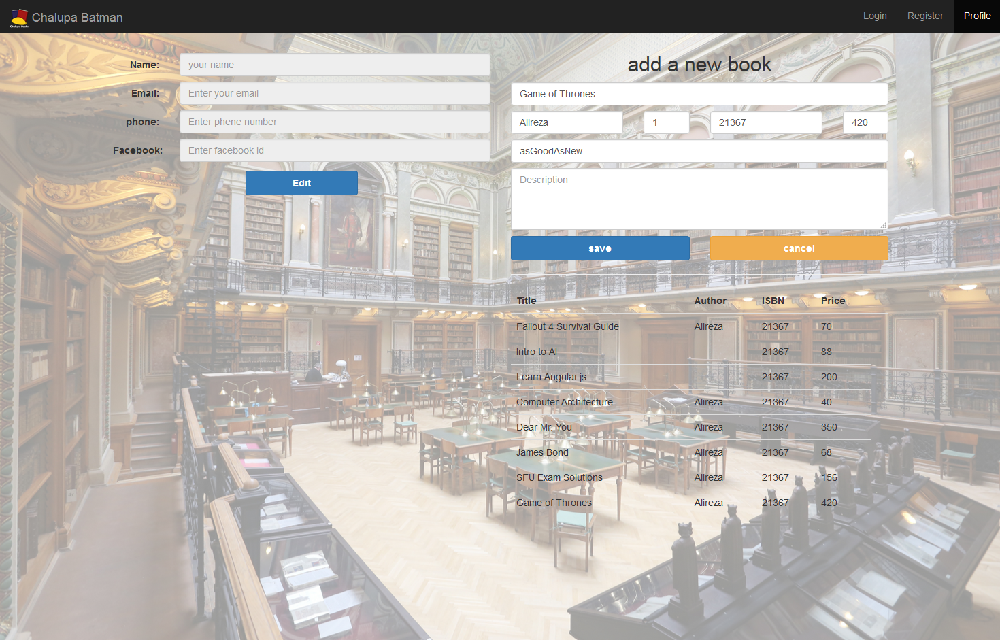 Chalupa Batman Login Register Profile
Chalupa Books
Name: your name
Email: Enter your email
phone: Enter phene number
Facebook: Enter facebook id
Edit
add a new book
Game of Thrones
Alireza 1 21367 420
asGoodAsNew
Description
save cancel
Title Author ISBN Price
Fallout 4 Survival Guide Alireza 21367 70
Intro to AI 21367 88
Learn Angular.js 21367 200
Computer Architecture Alireza 21367 40
Dear Mr. You Alireza 21367 350
James Bond Alireza 21367 68
SFU Exam Solutions Alireza 21367 156
Game of Thrones Alireza 21367 420